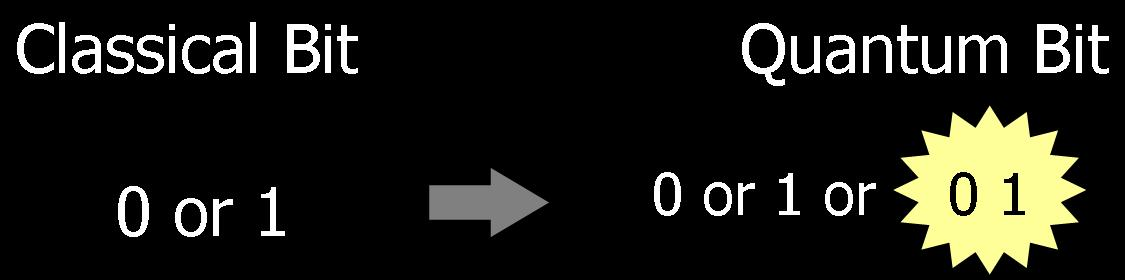 Classical Bit
Quantum Bit
0 or 1
0 or 1 or 0 1